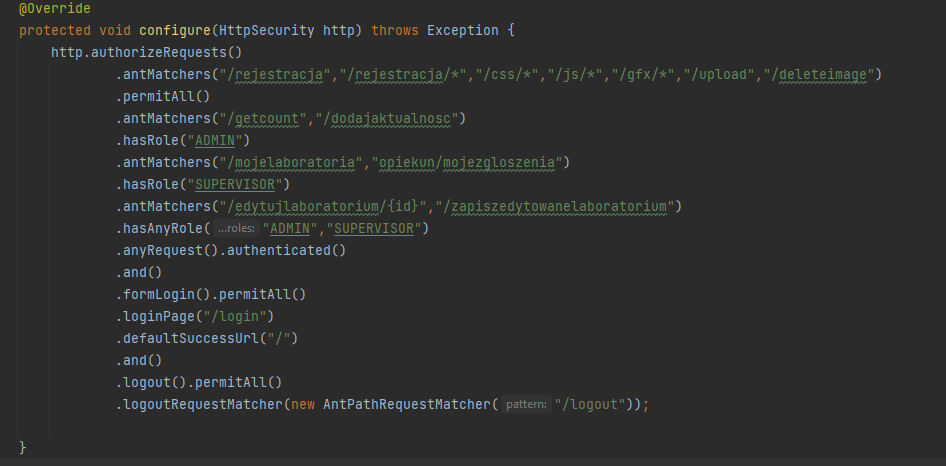 @Override
protected void configure(HttpSecurity http) throws Exception {
http.authorizeRequests()
.antMatchers("/rejestracja","/rejestracja/*","/css/*","/js/*","/gfx/*","/upload","/deleteimage")
.permitAll()
.antMatchers("/getcount","/dodajaktualnosc")
.hasRole("ADMIN")
.antMatchers("/mojelaboratoria","opiekun/mojezgloszenia")
.hasRole("SUPERVISOR")
.antMatchers("/edytujlaboratorium/{id}","/zapiszedytowanelaboratorium")
.hasAnyRole( ...roles: "ADMIN","SUPERVISOR")
.anyRequest().authenticated()
.and()
.formLogin().permitAll()
.loginPage("/login")
.defaultSuccessUrl("/")
.and()
.logout().permitAll()
.logoutRequestMatcher(new AntPathRequestMatcher( pattern: "/logout"));
}